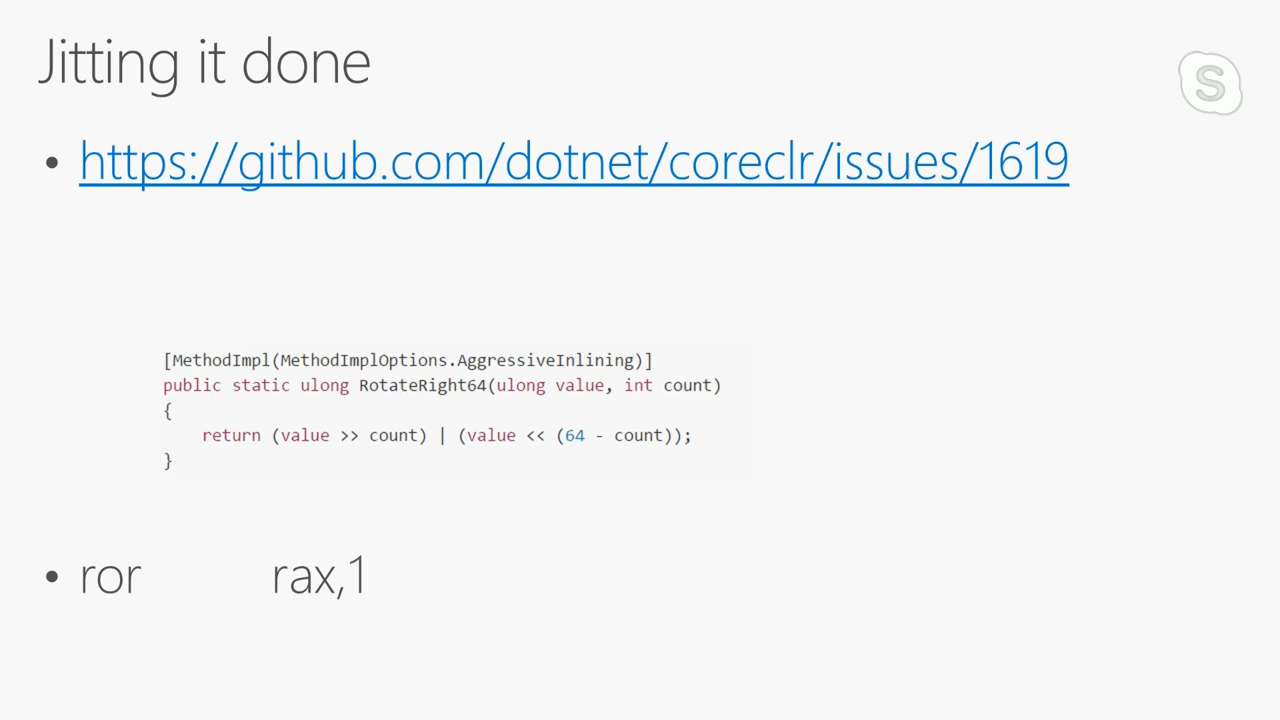 Jitting it done
S
• https://github.com/dotnet/coreclr/issues/1619
[MethodImpl(MethodImplOptions.AggressiveInlining)]
public static ulong RotateRight64(ulong value, int count)
{
    return (value >> count) | (value << (64 - count));
}
• ror rax,1